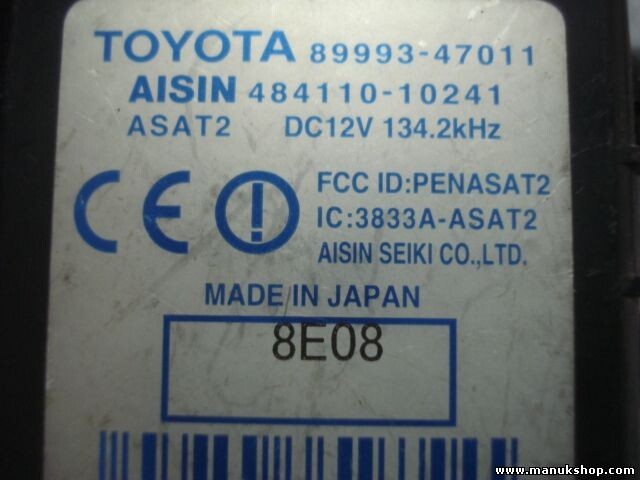 TOYOTA 89993-47011
AISIN 484110-10241
ASAT2 DC12V 134.2kHz
CE
FCC ID:PENASAT2
IC:3833A-ASAT2
AISIN SEIKI CO.,LTD.
MADE IN JAPAN
8E08
www.manukshop.com